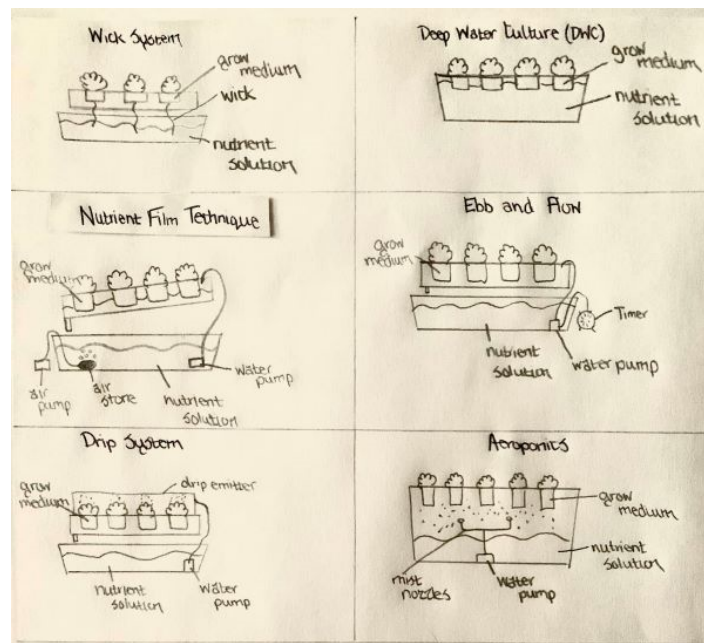 Wick System
grow
medium
wick
nutrient
solution
Deep Water Culture (DWC)
grow
medium
nutrient
solution
Nutrient Film Technique
grow
medium
air
pump
air
stone
nutrient
solution
water
pump
Ebb and Flow
grow
medium
Timer
nutrient
solution
water pump
Drip System
drip emitter
grow
medium
nutrient
solution
water
pump
Aeroponics
grow
medium
nutrient
solution
mist
nozzles
water
pump